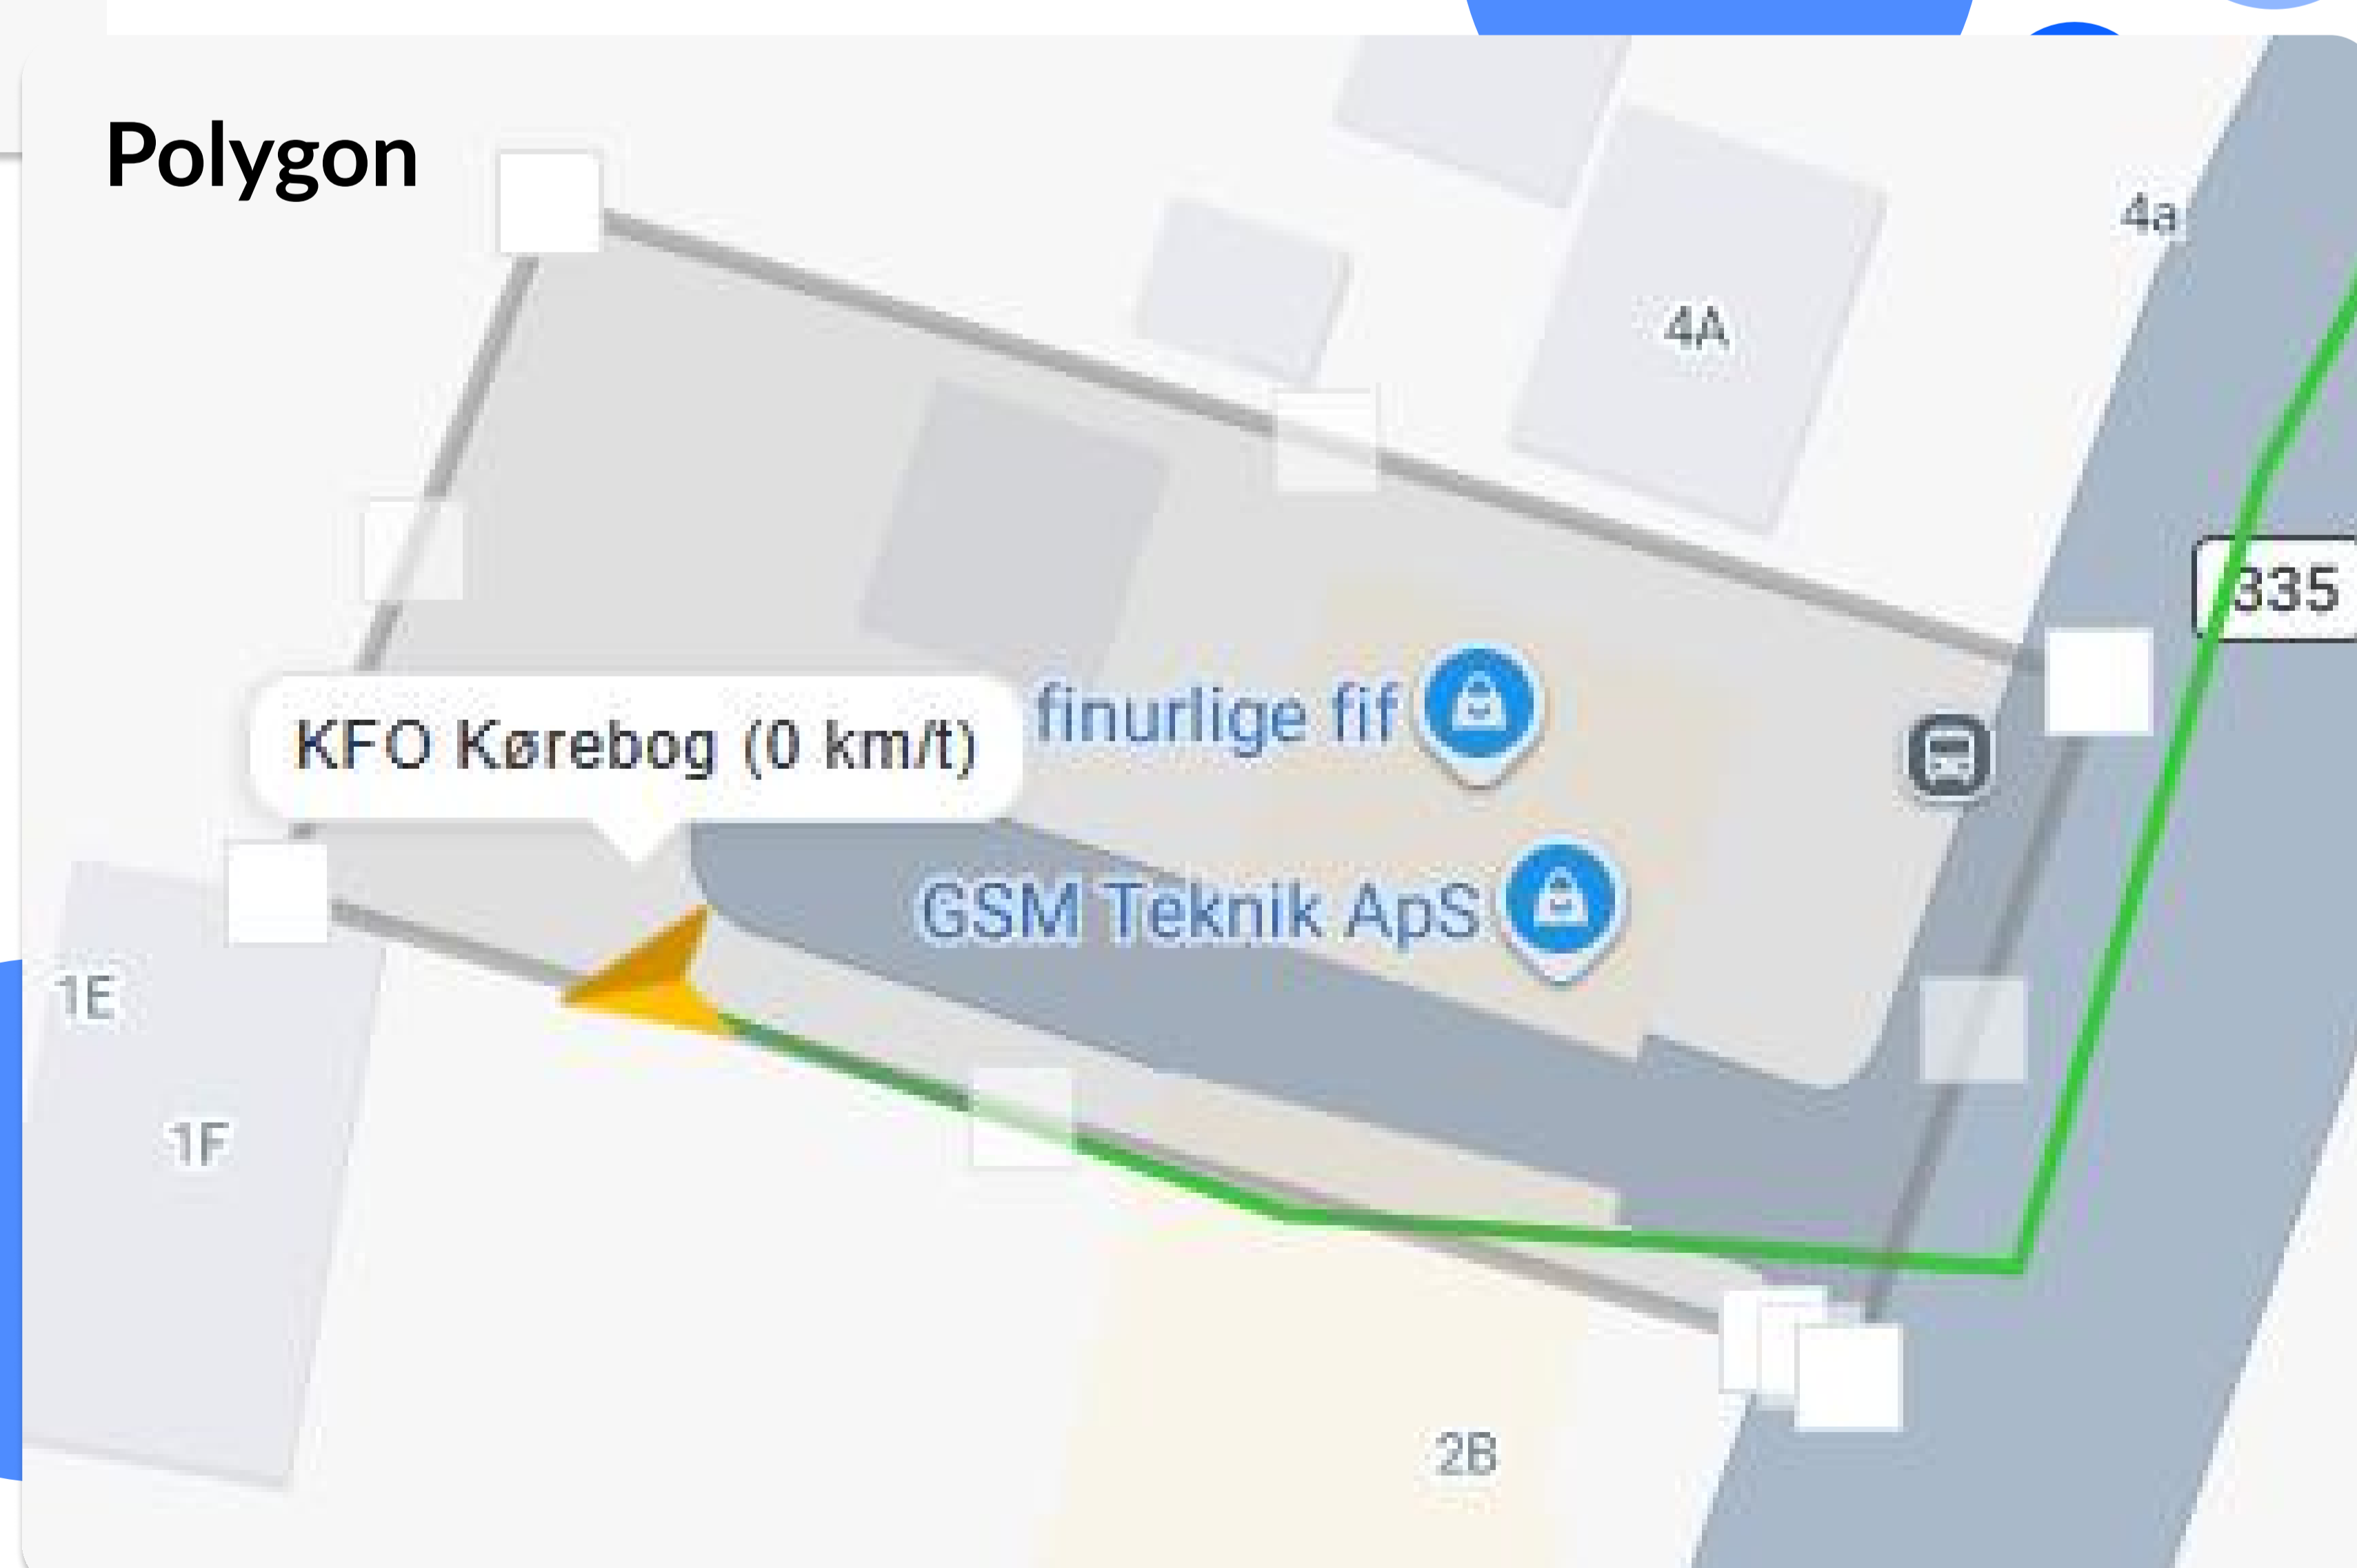 Polygon
4a
4A
335
finurlige fif
KFO Kørebog (0 km/t)
GSM Teknik ApS
1E
1F
2B